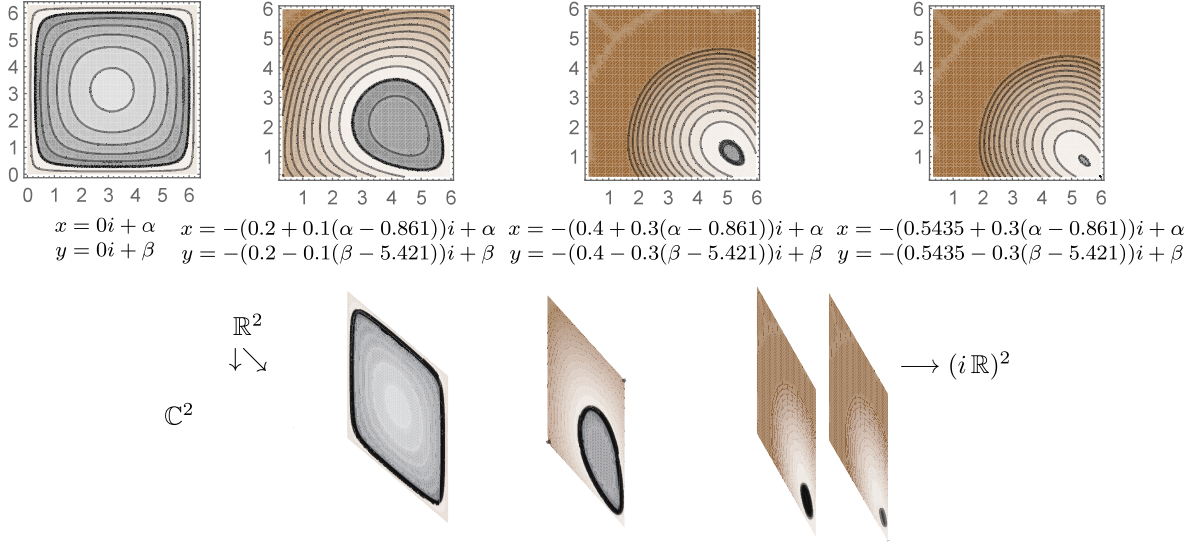 6
5
4
3
2
1
0
0 1 2 3 4 5 6
6
5
4
3
2
1
1 2 3 4 5 6
6
5
4
3
2
1
1 2 3 4 5 6
6
5
4
3
2
1
1 2 3 4 5 6
x = 0i + α
y = 0i + β
x = −(0.2 + 0.1(α − 0.861))i + α
y = −(0.2 − 0.1(β − 5.421))i + β
x = −(0.4 + 0.3(α − 0.861))i + α
y = −(0.4 − 0.3(β − 5.421))i + β
x = −(0.5435 + 0.3(α − 0.861))i + α
y = −(0.5435 − 0.3(β − 5.421))i + β
ℝ²
↓↘
ℂ²
⟶ (i ℝ)²